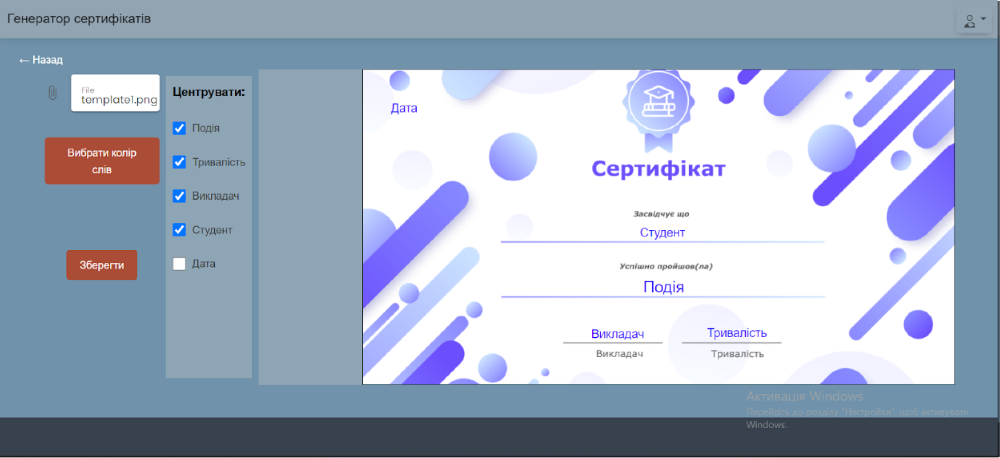 Генератор сертифікатів
← Назад
File
template1.png
Вибрати колір
слів
Зберегти
Центрувати:
Подія
Тривалість
Викладач
Студент
Дата
Дата
Сертифікат
Засвідчує що
Студент
Успішно пройшов(ла)
Подія
Викладач
Тривалість
Викладач
Тривалість
Активація Windows
Перейдіть до розділу "Настройки", щоб активувати
Windows.